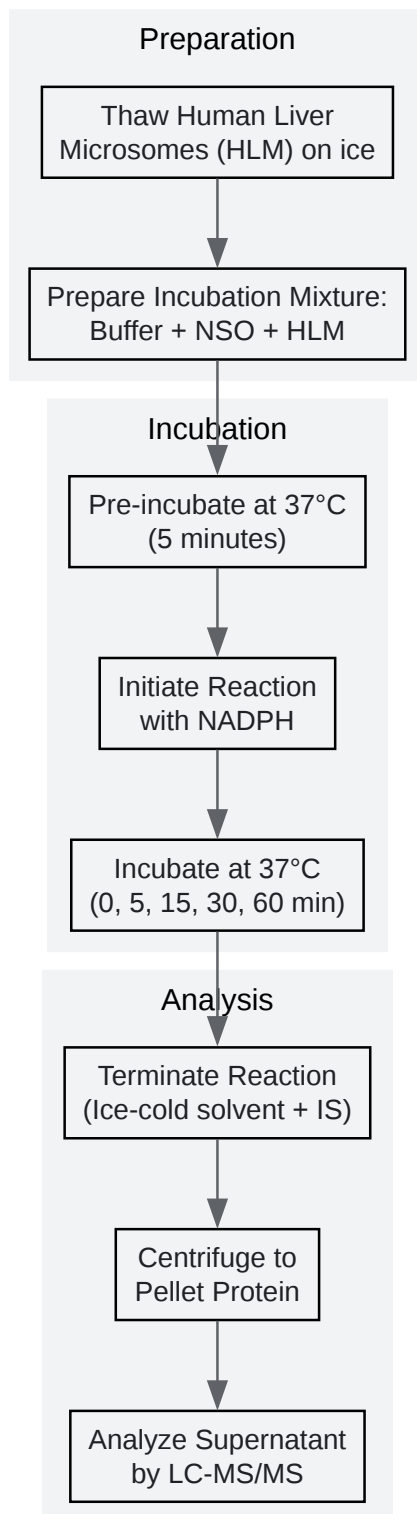 Preparation
Thaw Human Liver
Microsomes (HLM) on ice
Prepare Incubation Mixture:
Buffer + NSO + HLM
Incubation
Pre-incubate at 37°C
(5 minutes)
Initiate Reaction
with NADPH
Incubate at 37°C
(0, 5, 15, 30, 60 min)
Analysis
Terminate Reaction
(Ice-cold solvent + IS)
Centrifuge to
Pellet Protein
Analyze Supernatant
by LC-MS/MS